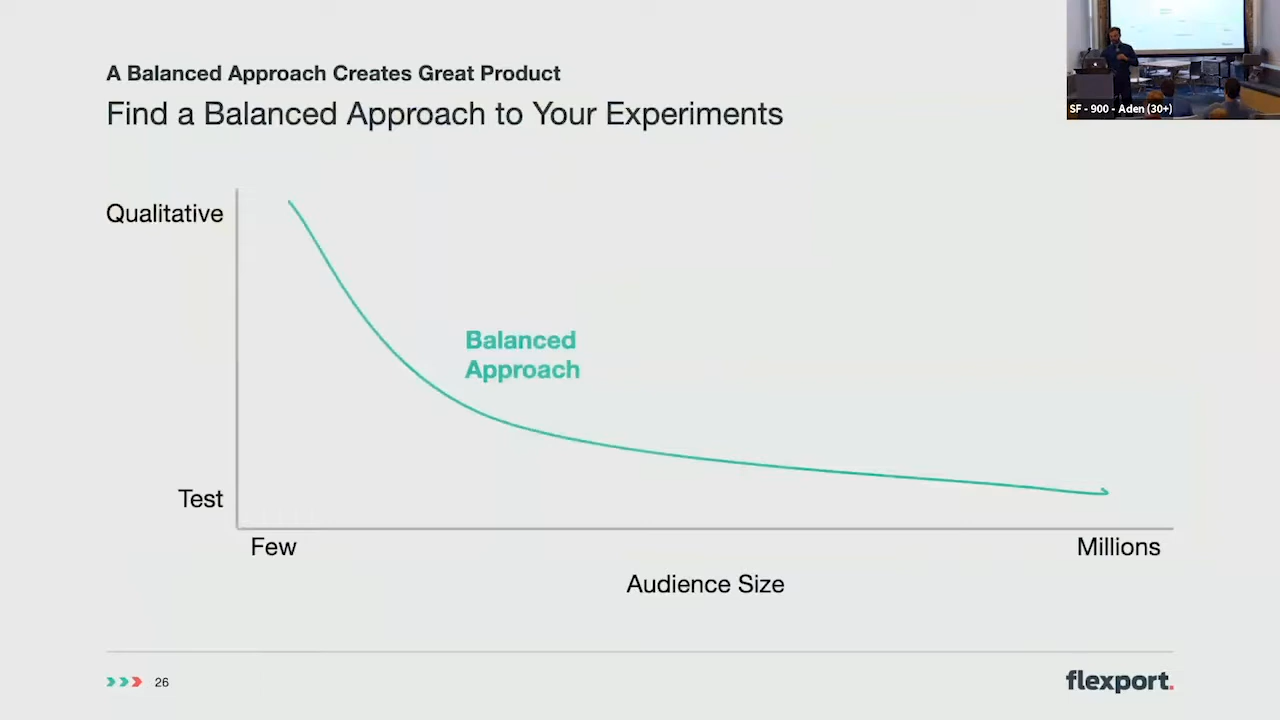 A Balanced Approach Creates Great Product
Find a Balanced Approach to Your Experiments
SF - 900 - Aden (30+)
Qualitative
Balanced
Approach
Test
Few
Millions
Audience Size
26
flexport.